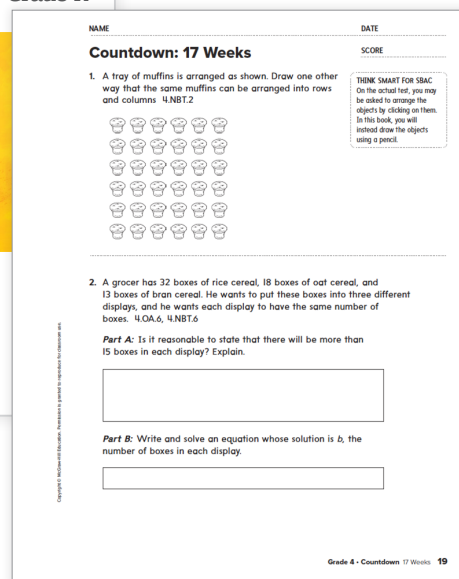 NAME
DATE
Countdown: 17 Weeks
SCORE
1. A tray of muffins is arranged as shown. Draw one other
way that the same muffins can be arranged into rows
and columns 4.NBT.2
THINK SMART FOR SBAC
On the actual test, you may
be asked to arrange the
objects by clicking on them.
In this book, you will
instead draw the objects
using a pencil.
2. A grocer has 32 boxes of rice cereal, 18 boxes of oat cereal, and
13 boxes of bran cereal. He wants to put these boxes into three different
displays, and he wants each display to have the same number of
boxes. 4.OA.6, 4.NBT.6
Part A: Is it reasonable to state that there will be more than
15 boxes in each display? Explain.
Part B: Write and solve an equation whose solution is b, the
number of boxes in each display.
Copyright © McGraw-Hill Education. Permission is granted to reproduce for classroom use.
Grade 4 • Countdown 17 Weeks 19